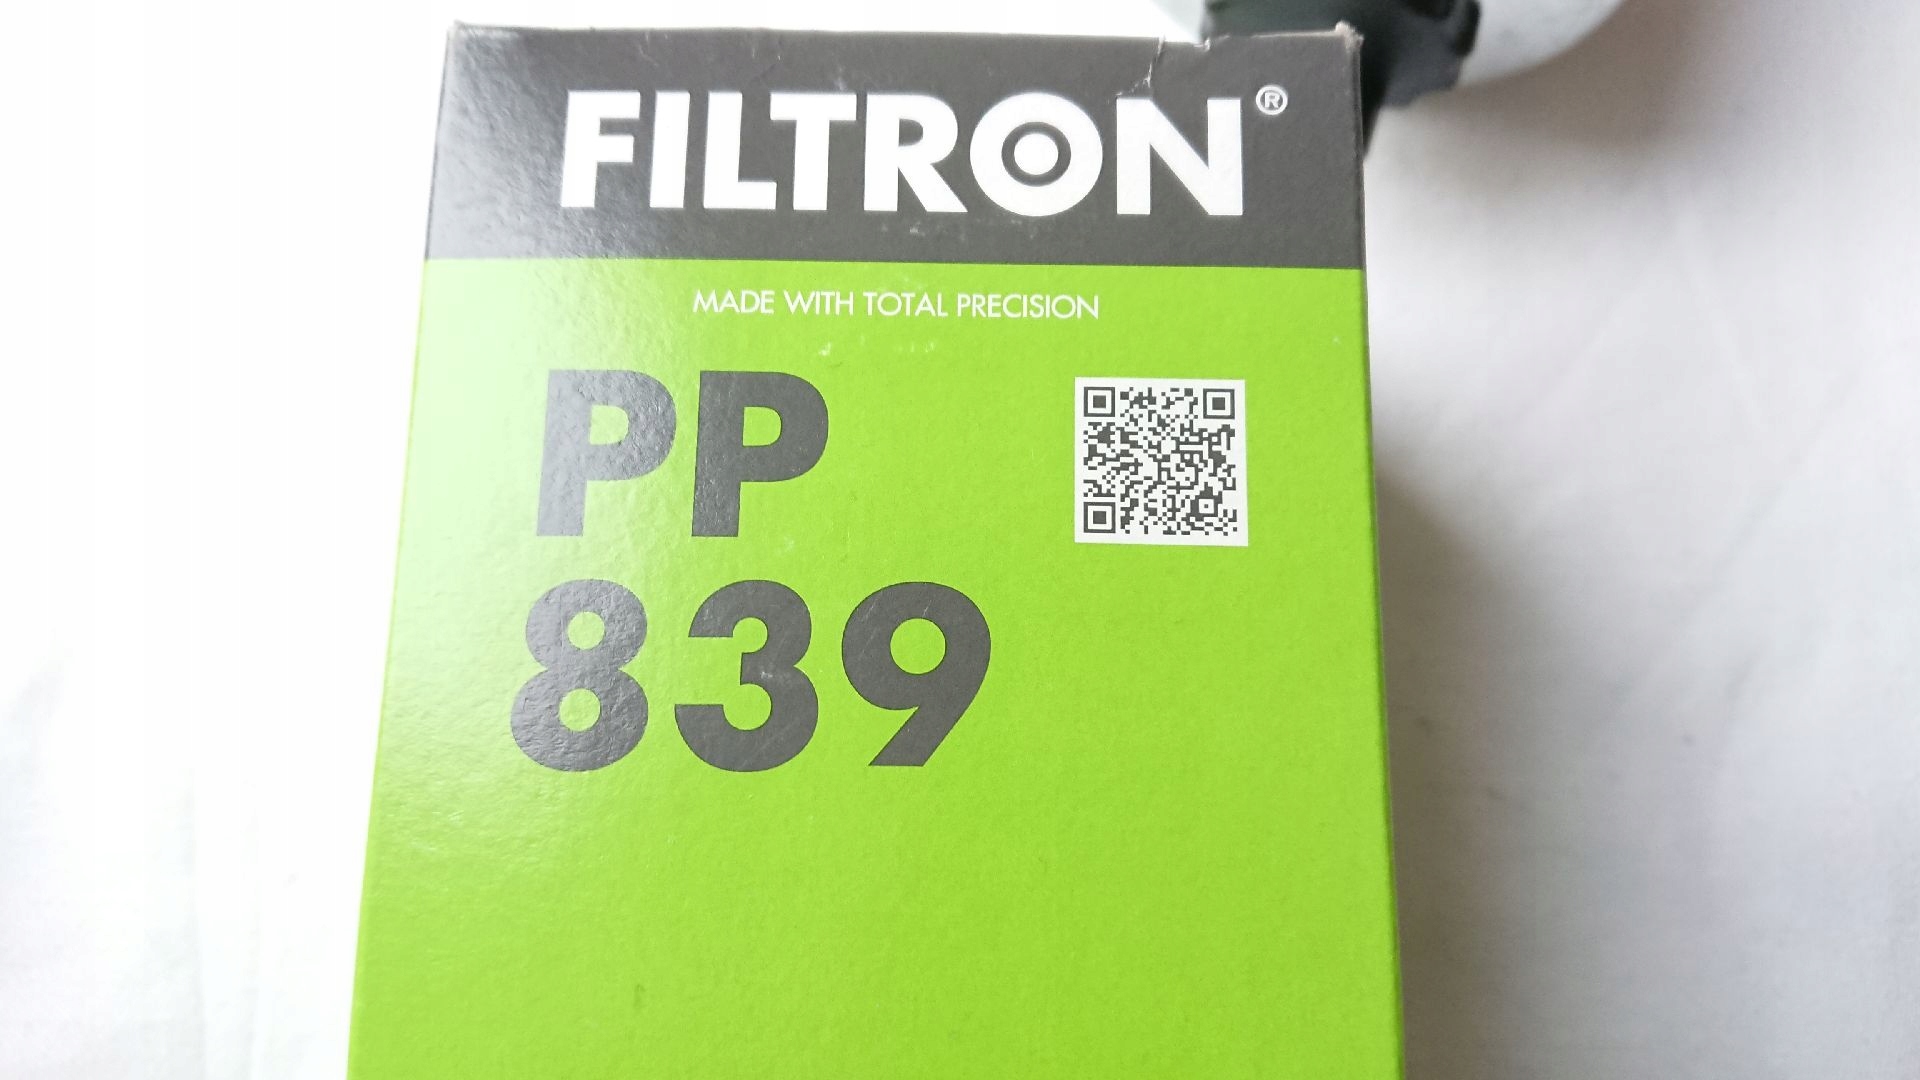 FILTRON®
MADE WITH TOTAL PRECISION
PP
839